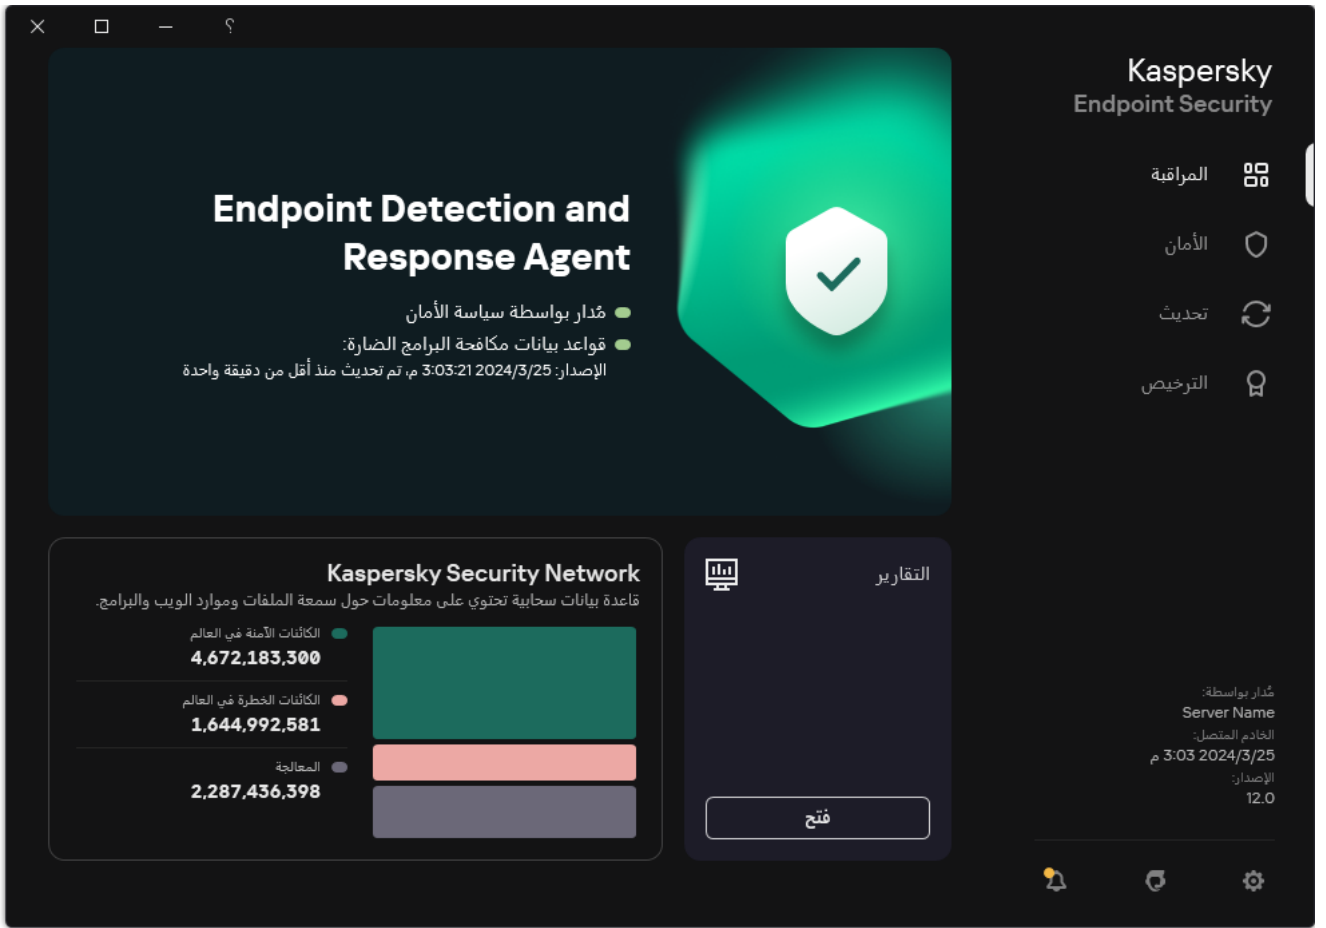 ؟
Kaspersky
Endpoint Security
المراقبة
الأمان
تحديث
الترخيص
Endpoint Detection and
Response Agent
مُدار بواسطة سياسة الأمان
قواعد بيانات مكافحة البرامج الضارة:
الإصدار: 2024/3/25 3:03:21 م، تم تحديث منذ أقل من دقيقة واحدة
التقارير
فتح
Kaspersky Security Network
قاعدة بيانات سحابية تحتوي على معلومات حول سمعة الملفات وموارد الويب والبرامج.
الكائنات الآمنة في العالم
4,672,183,300
الكائنات الخطرة في العالم
1,644,992,581
المعالجة
2,287,436,398
مُدار بواسطة:
Server Name
الخادم المتصل:
2024/3/25 3:03 م
الإصدار:
12.0